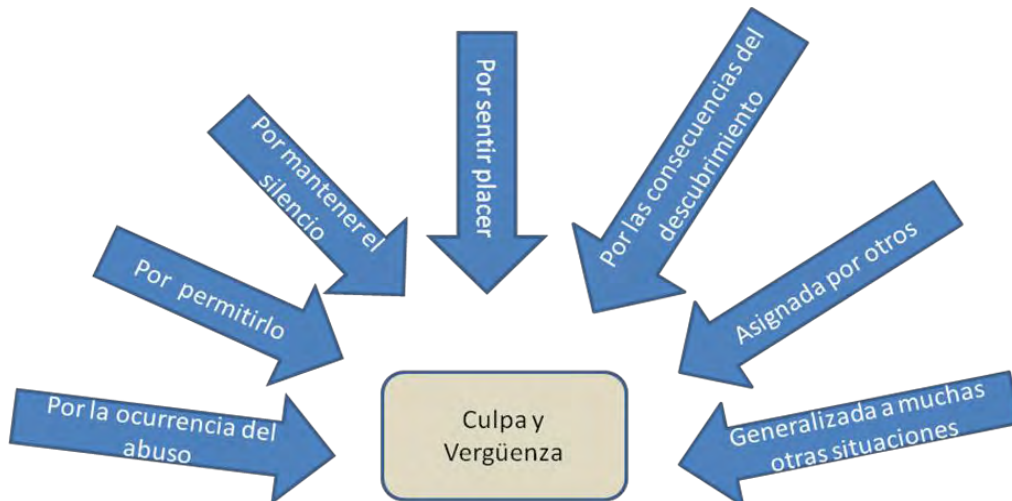 Por la ocurrencia del
abuso
Por permitirlo
Por mantener el
silencio
Por sentir placer
Por las consecuencias del
descubrimiento
Asignada por otros
Generalizada a muchas
otras situaciones
Culpa y
Vergüenza